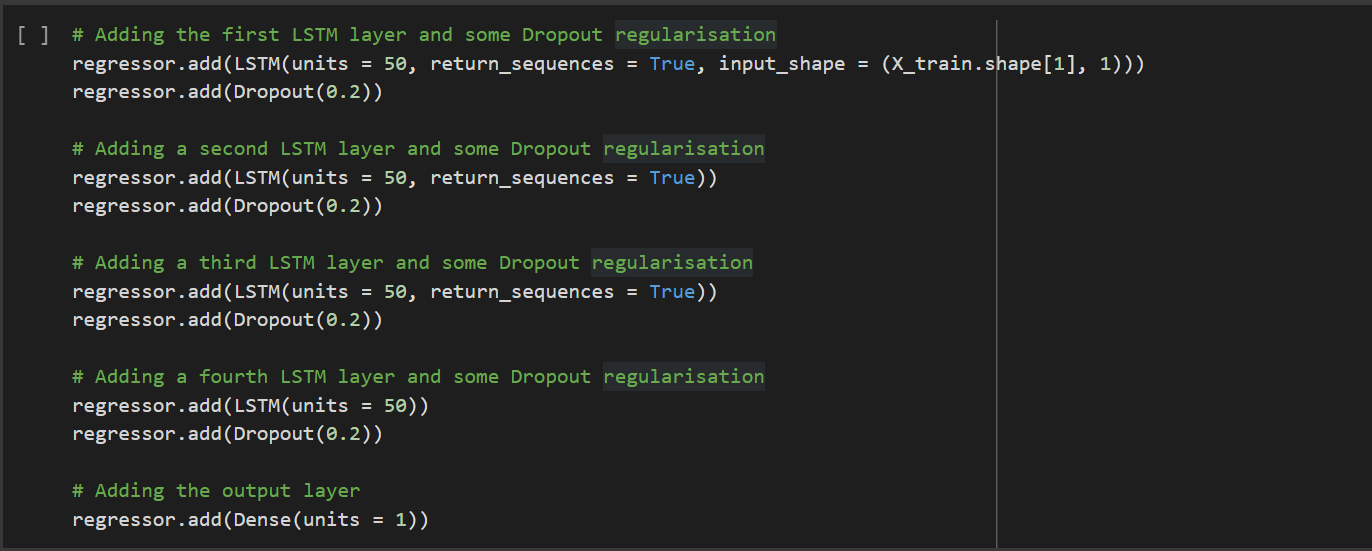 [ ] # Adding the first LSTM layer and some Dropout regularisation
regressor.add(LSTM(units = 50, return_sequences = True, input_shape = (X_train.shape[1], 1)))
regressor.add(Dropout(0.2))

# Adding a second LSTM layer and some Dropout regularisation
regressor.add(LSTM(units = 50, return_sequences = True))
regressor.add(Dropout(0.2))

# Adding a third LSTM layer and some Dropout regularisation
regressor.add(LSTM(units = 50, return_sequences = True))
regressor.add(Dropout(0.2))

# Adding a fourth LSTM layer and some Dropout regularisation
regressor.add(LSTM(units = 50))
regressor.add(Dropout(0.2))

# Adding the output layer
regressor.add(Dense(units = 1))